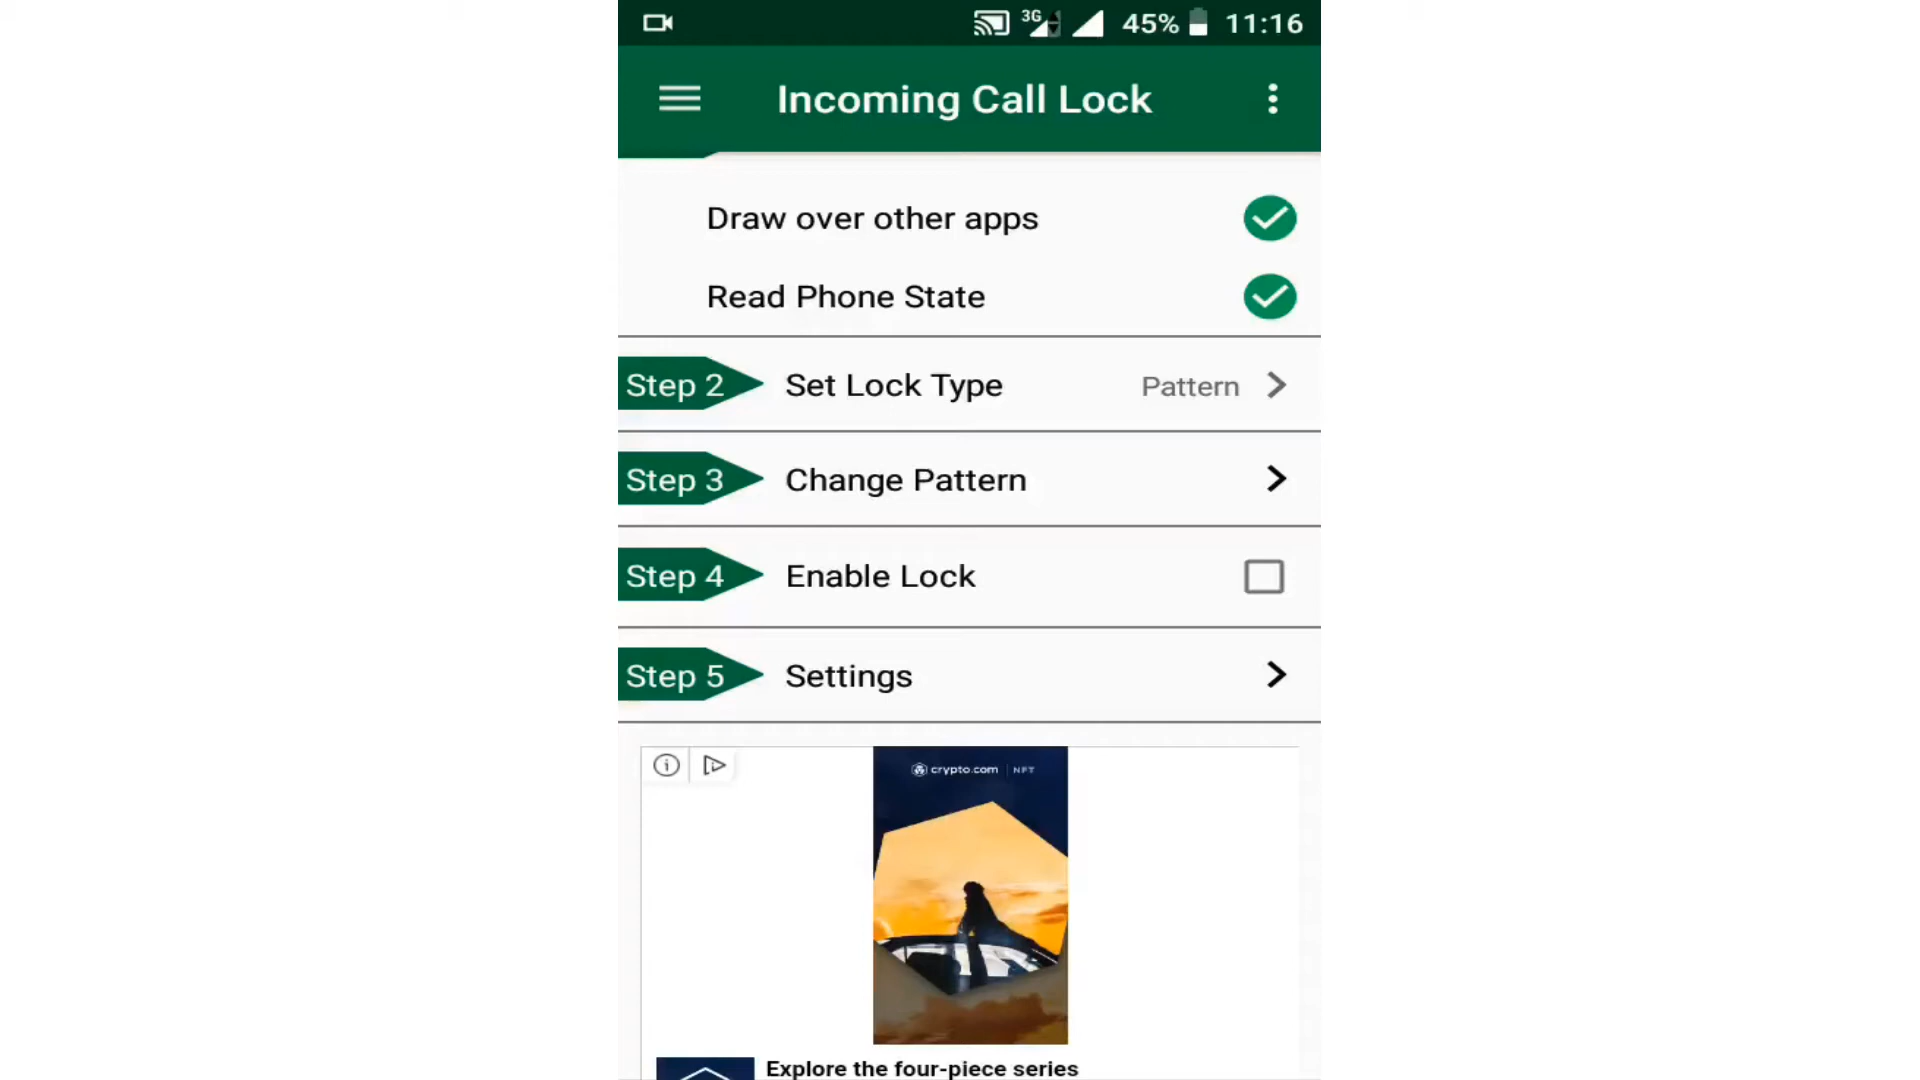 3G 45% 11:16
Incoming Call Lock
Draw over other apps
Read Phone State
Step 2 Set Lock Type Pattern
Step 3 Change Pattern
Step 4 Enable Lock
Step 5 Settings
crypto.com NFT
Explore the four-piece series